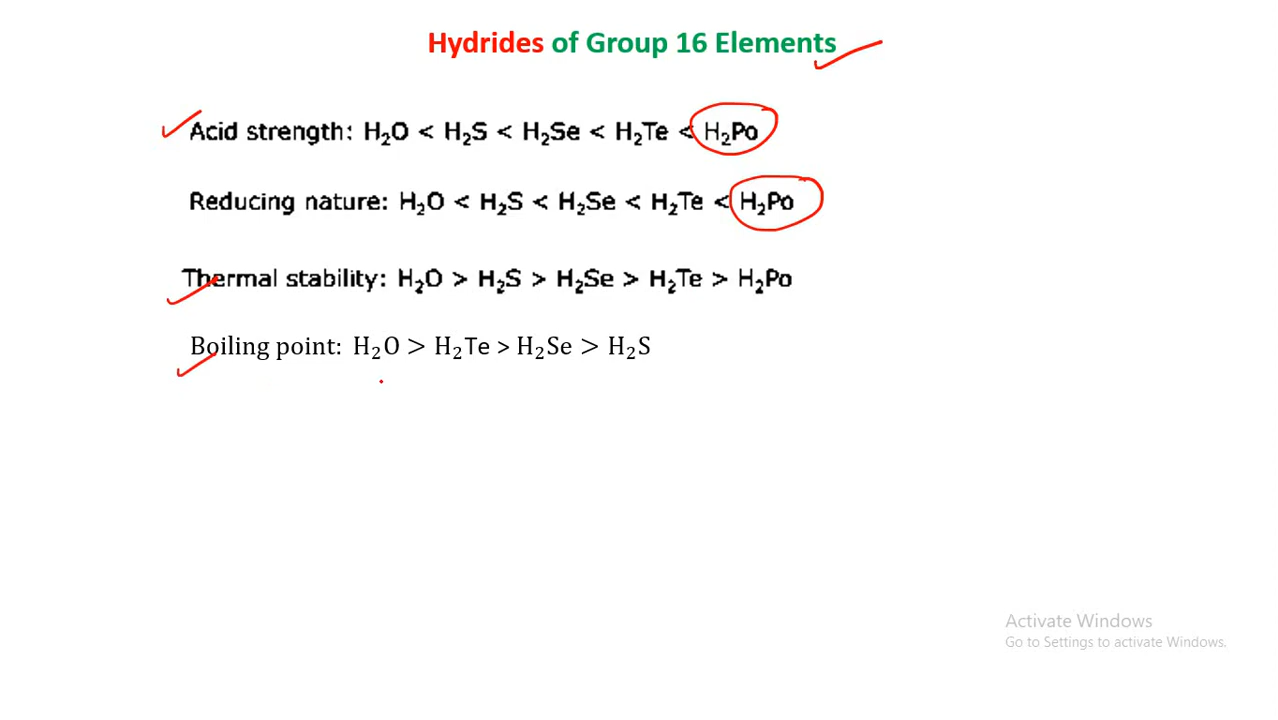 Hydrides of Group 16 Elements
Acid strength: H₂O < H₂S < H₂Se < H₂Te < H₂Po
Reducing nature: H₂O < H₂S < H₂Se < H₂Te < H₂Po
Thermal stability: H₂O > H₂S > H₂Se > H₂Te > H₂Po
Boiling point: H₂O > H₂Te > H₂Se > H₂S
Activate Windows
Go to Settings to activate Windows.